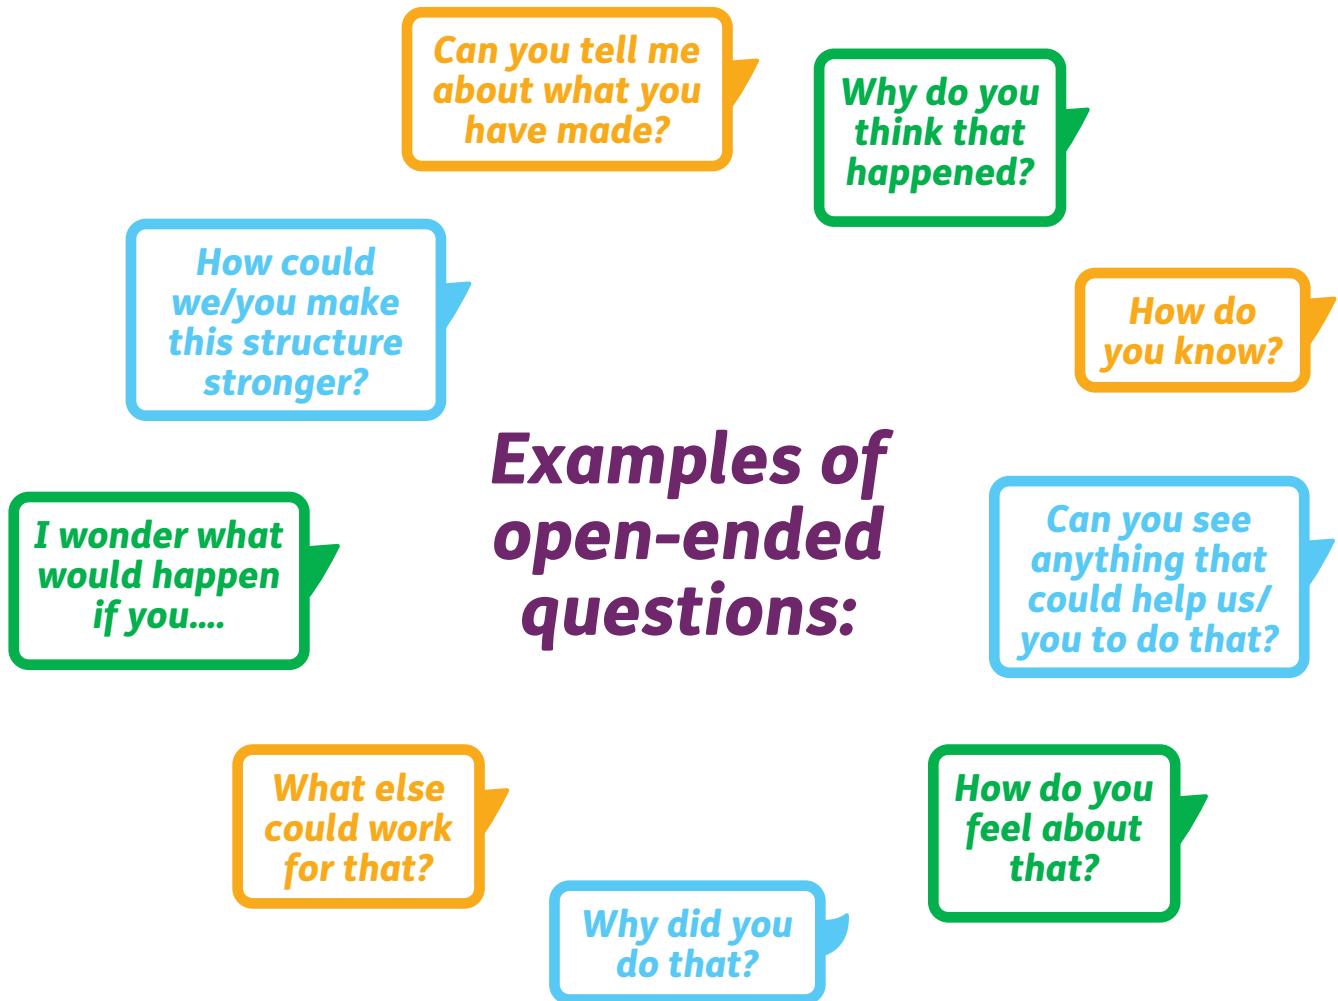 Can you tell me
about what you
have made?
Why do you
think that
happened?
How could
we/you make
this structure
stronger?
How do
you know?
Examples of
open-ended
questions:
I wonder what
would happen
if you....
Can you see
anything that
could help us/
you to do that?
What else
could work
for that?
How do you
feel about
that?
Why did you
do that?